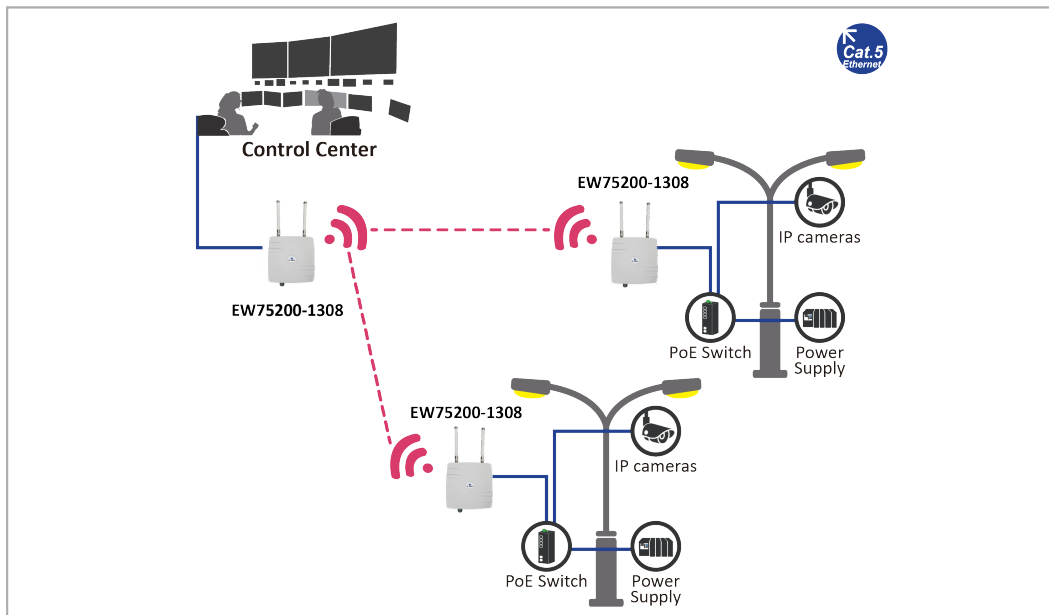 Cat.5
Ethernet
Control Center
EW75200-1308
EW75200-1308
IP cameras
PoE Switch
Power
Supply
EW75200-1308
IP cameras
PoE Switch
Power
Supply